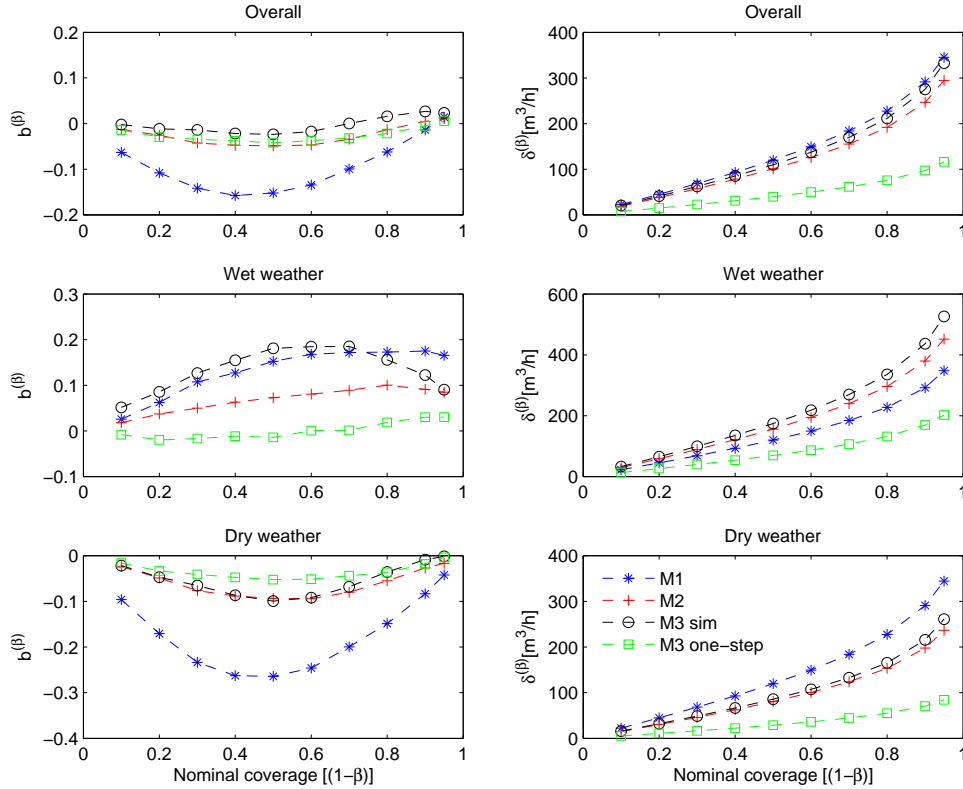 Overall
0.2
0.1
0
−0.1
−0.2
b(β)
0 0.2 0.4 0.6 0.8 1
Overall
400
300
200
100
0
δ(β)[m3/h]
0 0.2 0.4 0.6 0.8 1
Wet weather
0.3
0.2
0.1
0
−0.1
b(β)
0 0.2 0.4 0.6 0.8 1
Wet weather
600
400
200
0
δ(β)[m3/h]
0 0.2 0.4 0.6 0.8 1
Dry weather
0
−0.1
−0.2
−0.3
−0.4
b(β)
0 0.2 0.4 0.6 0.8 1
Nominal coverage [(1−β)]
Dry weather
400
300
200
100
0
δ(β)[m3/h]
M1
M2
M3 sim
M3 one−step
0 0.2 0.4 0.6 0.8 1
Nominal coverage [(1−β)]